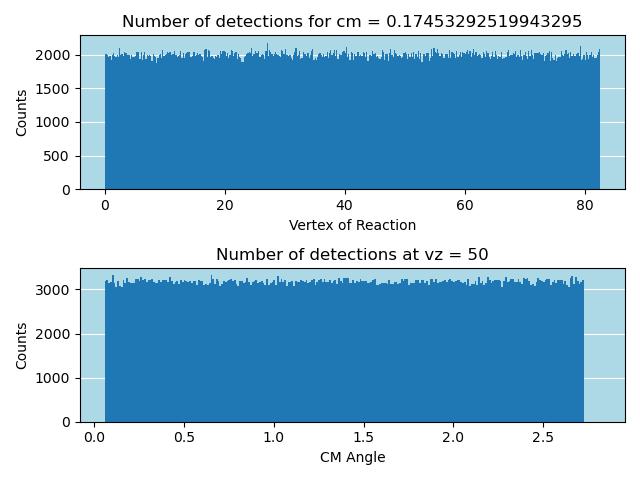 Number of detections for cm = 0.17453292519943295
2000
1500
1000
500
0
Counts
0 20 40 60 80
Vertex of Reaction
Number of detections at vz = 50
3000
2000
1000
0
Counts
0.0 0.5 1.0 1.5 2.0 2.5
CM Angle